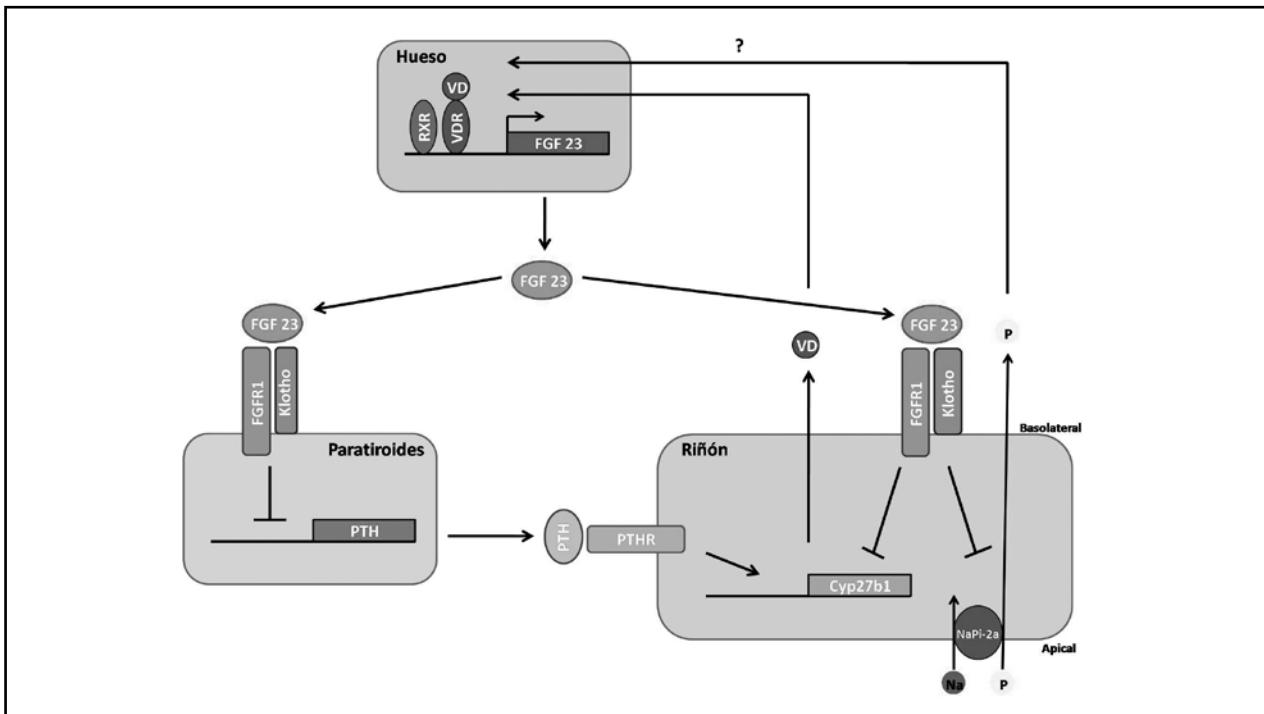 ?
Hueso
VD
RXR
VDR
FGF 23
FGF 23
FGF 23
FGFR1
Klotho
Paratiroides
PTH
PTH
PTHR
VD
FGF 23
FGFR1
Klotho
P
Basolateral
Riñón
Cyp27b1
NaPi-2a
Apical
Na
P